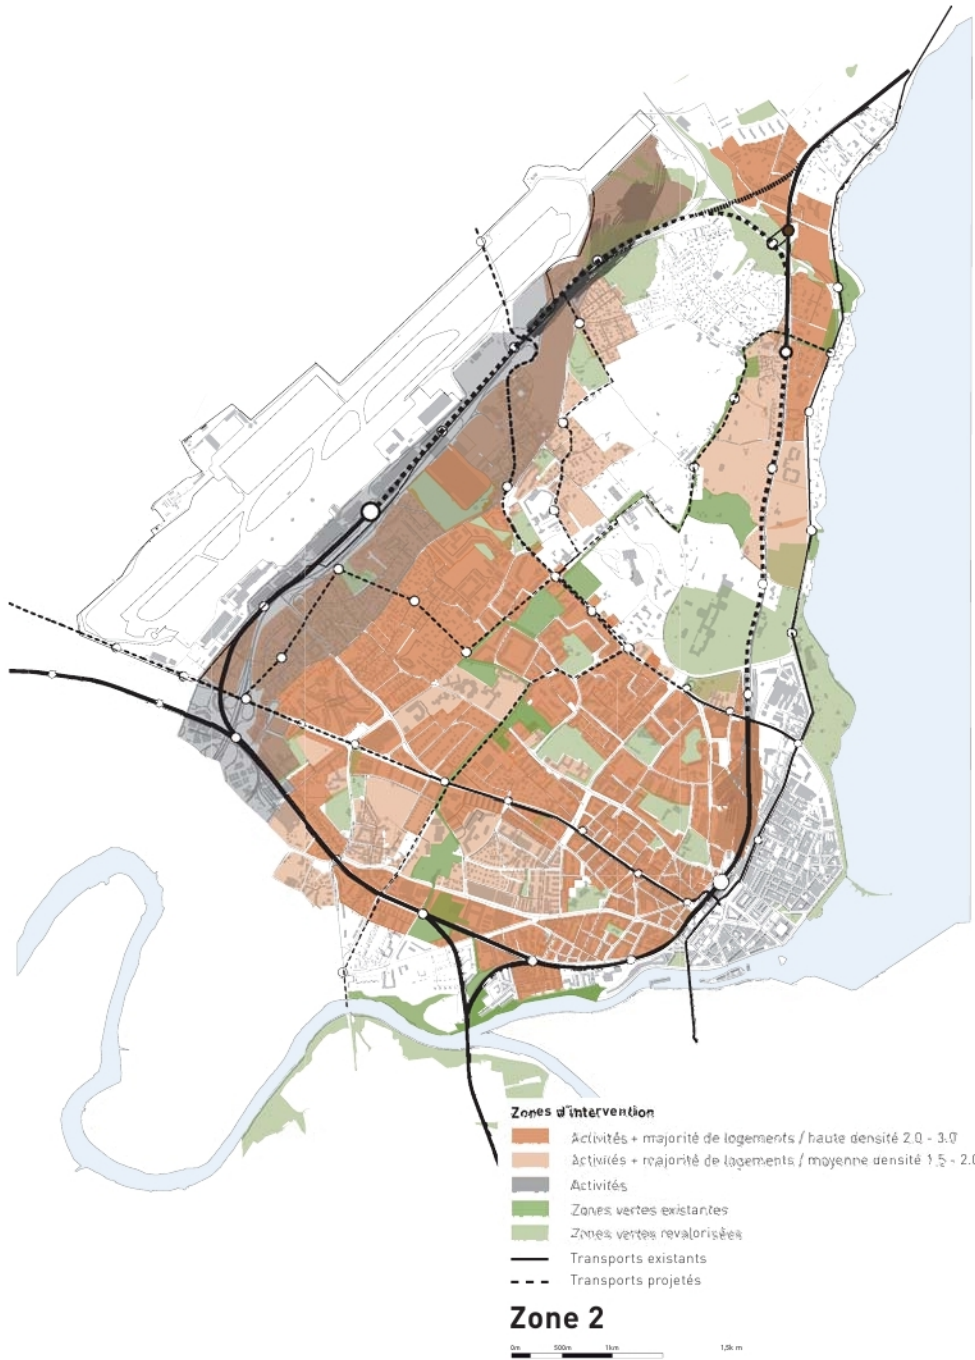 Zones d'intervention
Activités + majorité de logements / haute densité 2.0 - 3.0
Activités + majorité de logements / moyenne densité 1.5 - 2.0
Activités
Zones vertes existantes
Zones vertes revalorisées
Transports existants
Transports projetés
Zone 2
0m 500m 1km 1,5k m